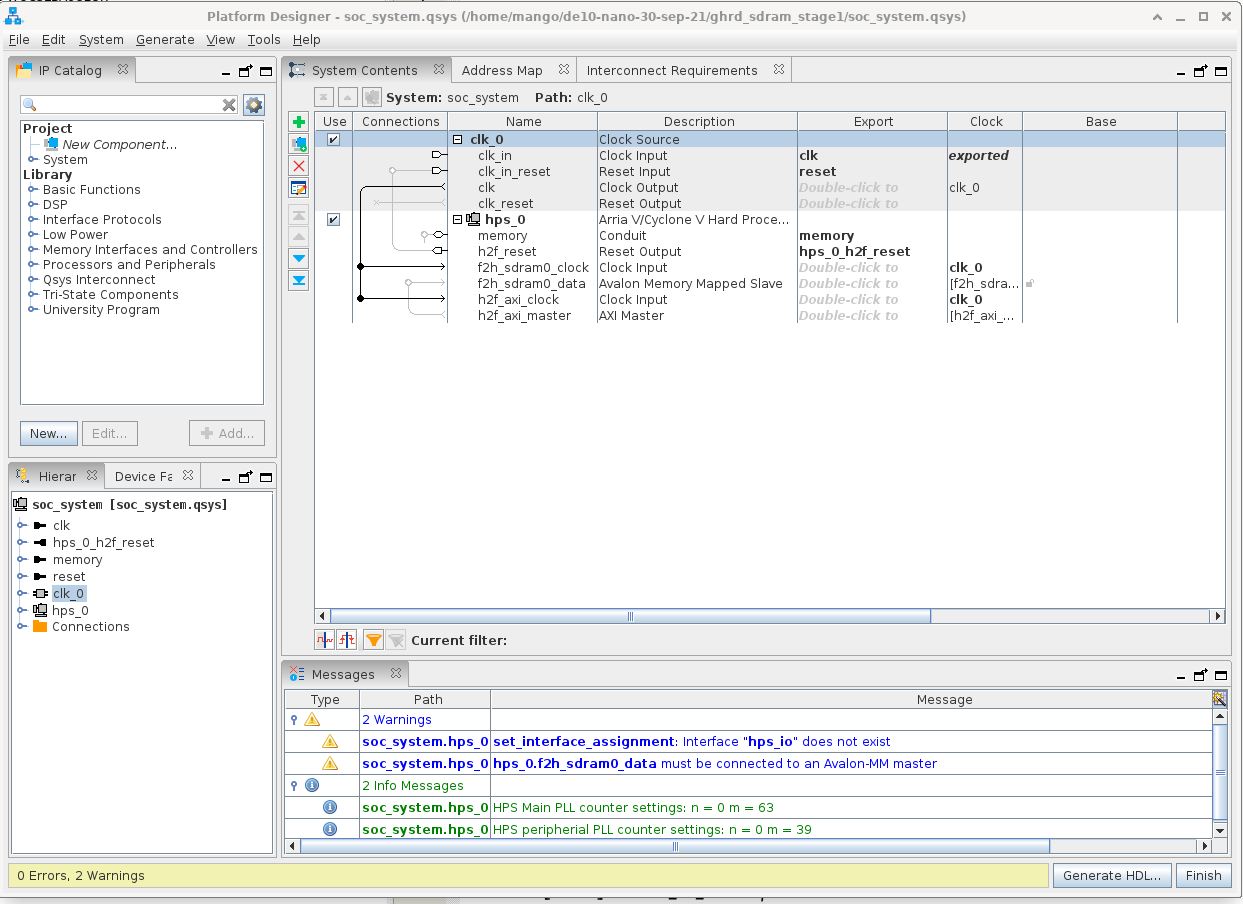 Platform Designer - soc_system.qsys (/home/mango/de10-nano-30-sep-21/ghrd_sdram_stage1/soc_system.qsys)
File Edit System Generate View Tools Help
IP Catalog
Project
New Component...
System
Library
Basic Functions
DSP
Interface Protocols
Low Power
Memory Interfaces and Controllers
Processors and Peripherals
Qsys Interconnect
Tri-State Components
University Program
New... Edit... Add...
Hierar Device Fa
soc_system [soc_system.qsys]
clk
hps_0_h2f_reset
memory
reset
clk_0
hps_0
Connections
System Contents Address Map Interconnect Requirements
System: soc_system Path: clk_0
Use Connections Name Description Export Clock Base
clk_0 Clock Source
clk_in Clock Input clk exported
clk_in_reset Reset Input reset
clk Clock Output Double-click to clk_0
clk_reset Reset Output Double-click to
hps_0 Arria V/Cyclone V Hard Proce...
memory Conduit memory
h2f_reset Reset Output hps_0_h2f_reset
f2h_sdram0_clock Clock Input Double-click to clk_0
f2h_sdram0_data Avalon Memory Mapped Slave Double-click to [f2h_sdra...
h2f_axi_clock Clock Input Double-click to clk_0
h2f_axi_master AXI Master Double-click to [h2f_axi_...
Current filter:
Messages
Type Path Message
2 Warnings
soc_system.hps_0 set_interface_assignment: Interface "hps_io" does not exist
soc_system.hps_0 hps_0.f2h_sdram0_data must be connected to an Avalon-MM master
2 Info Messages
soc_system.hps_0 HPS Main PLL counter settings: n = 0 m = 63
soc_system.hps_0 HPS peripherial PLL counter settings: n = 0 m = 39
0 Errors, 2 Warnings
Generate HDL... Finish